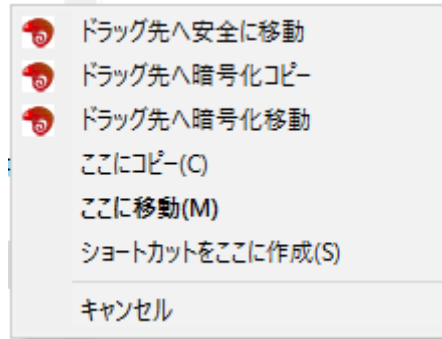 ドラッグ先へ安全に移動
ドラッグ先へ暗号化コピー
ドラッグ先へ暗号化移動
ここにコピー(C)
ここに移動(M)
ショートカットをここに作成(S)
キャンセル